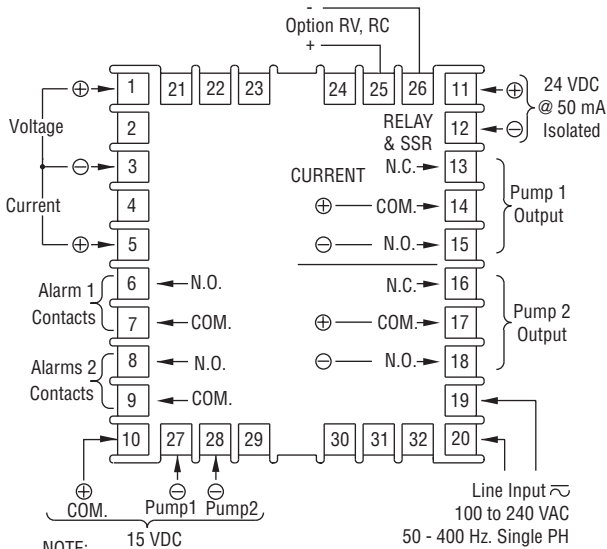 -
Option RV, RC
+
1 21 22 23 24 25 26 11
⊕ 24 VDC
@ 50 mA
Isolated
⊖
⊕
Voltage
⊖
Current
⊕
2
3
4
5
RELAY
& SSR
12
CURRENT
N.C. 13
⊕ COM. 14
⊖ N.O. 15
Pump 1
Output
Alarm 1
Contacts
6 N.O.
7 COM.
Alarms 2
Contacts
8 N.O.
9 COM.
N.C. 16
⊕ COM. 17
⊖ N.O. 18
Pump 2
Output
19
10 27 28 29 30 31 32 20
⊕
COM.
⊖
Pump1
⊖
Pump2
15 VDC
NOTE:
Line Input
100 to 240 VAC
50 - 400 Hz. Single PH